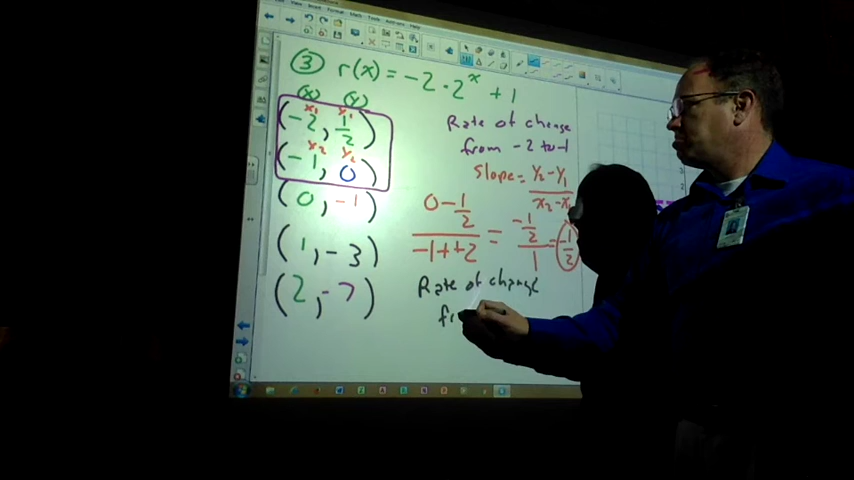 ③ r(x) = -2 · 2ˣ + 1
(x) (y)
x₁ y₁
(-2, 1/2)
x₂ y₂
(-1, 0)
(0, -1)
(1, -3)
(2, -7)
Rate of change
from -2 to -1
Slope = y₂-y₁ / x₂-x₁
0 - 1/2 / -1 + +2 = -1/2 / 1 = -1/2
Rate of change
fr